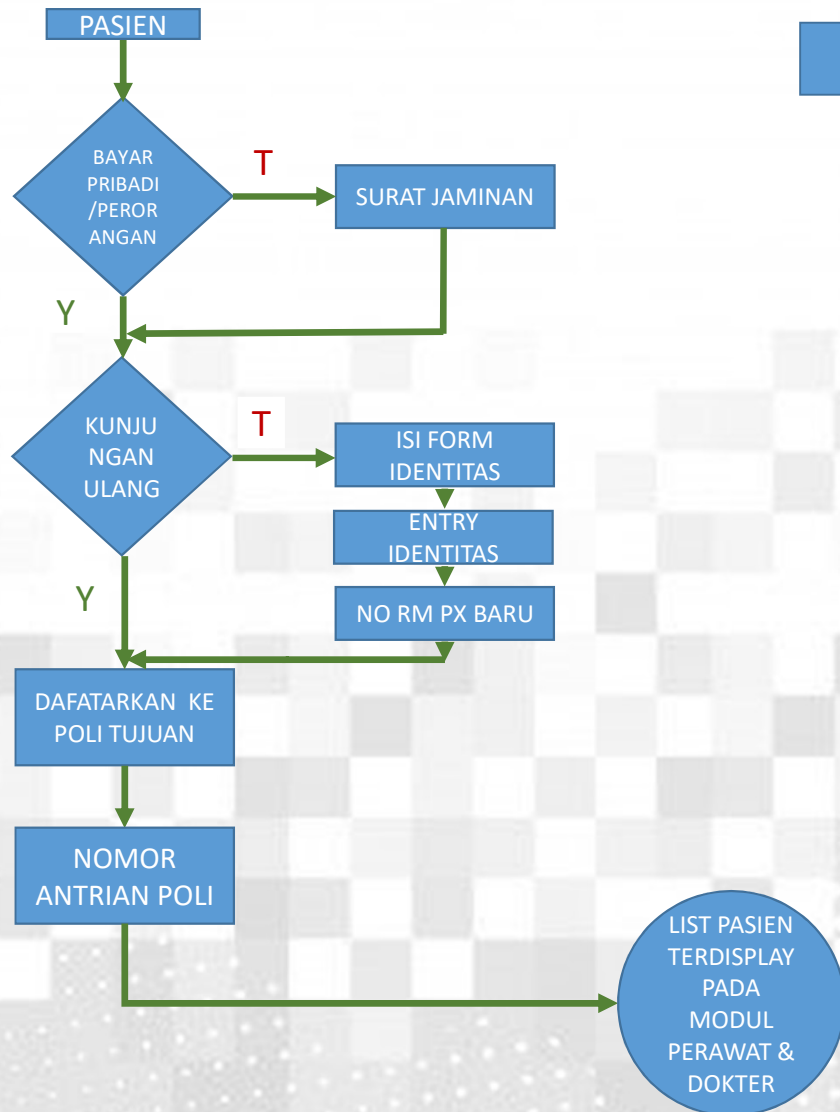 PASIEN
BAYAR
PRIBADI
/PEROR
ANGAN
T
SURAT JAMINAN
Y
KUNJU
NGAN
ULANG
T
ISI FORM
IDENTITAS
ENTRY
IDENTITAS
NO RM PX BARU
Y
DAFATARKAN KE
POLI TUJUAN
NOMOR
ANTRIAN POLI
LIST PASIEN
TERDISPLAY
PADA
MODUL
PERAWAT &
DOKTER